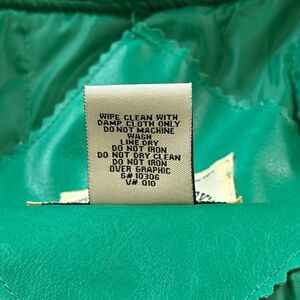 WIPE CLEAN WITH
DAMP CLOTH ONLY
DO NOT MACHINE
WASH
LINE DRY
DO NOT IRON
DO NOT DRY CLEAN
DO NOT IRON
OVER GRAPHIC
S# 10306
V# 010